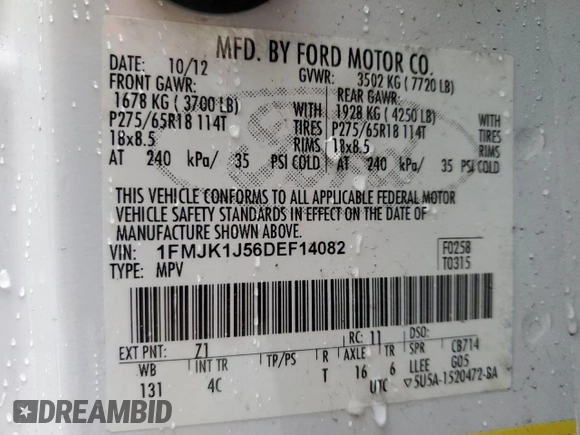 MFD. BY FORD MOTOR CO.
DATE: 10/12 GVWR: 3502 KG ( 7720 LB)
FRONT GAWR: REAR GAWR:
1678 KG ( 3700 LB) WITH 1928 KG ( 4250 LB) WITH
P275/65R18 114T TIRES P275/65R18 114T TIRES
18x8.5 RIMS 18x8.5 RIMS
AT 240 kPa/ 35 PSI COLD AT 240 kPa/ 35 PSI COLD
THIS VEHICLE CONFORMS TO ALL APPLICABLE FEDERAL MOTOR
VEHICLE SAFETY STANDARDS IN EFFECT ON THE DATE OF
MANUFACTURE SHOWN ABOVE.
VIN: 1FMJK1J56DEF14082 F0258
TYPE: MPV T0315
EXT PNT: Z1 RC: 11 DSO:
WB INT TR TP/PS R AXLE TR SPR CB714
131 4C T 16 6 LLEE G05
UTC ▽5U5A-1520472-BA
DREAMBID